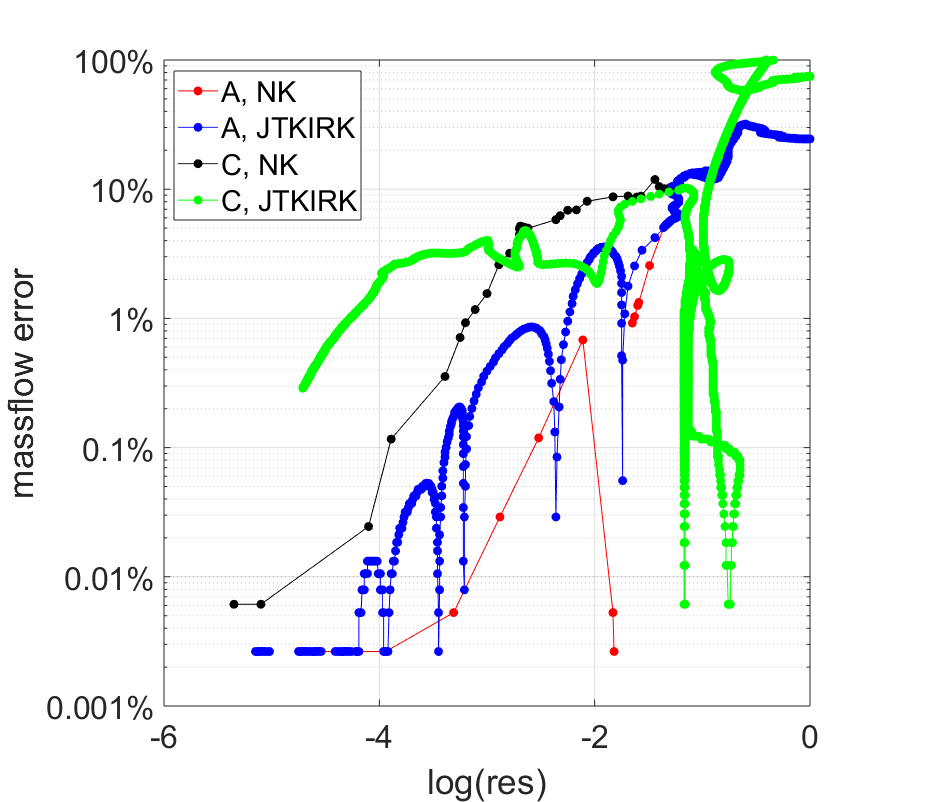 100%
10%
1%
0.1%
0.01%
0.001%
massflow error
A, NK
A, JTKIRK
C, NK
C, JTKIRK
-6
-4
-2
0
log(res)